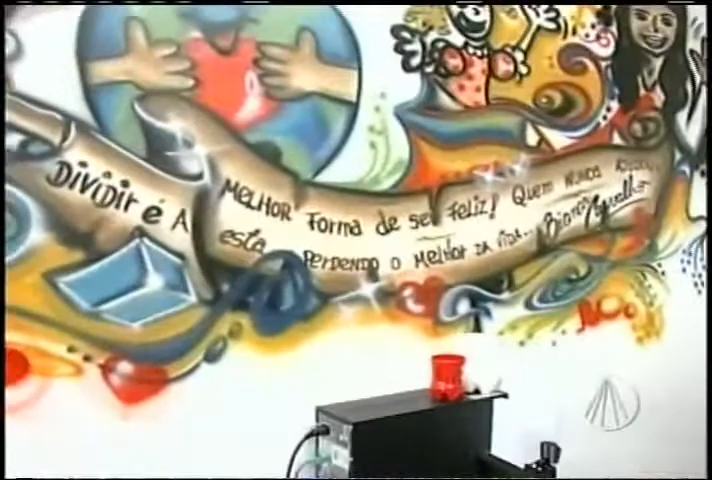 DIVIDIR É A MELHOR FORMA de SER FELIZ! QUEM NUNCA
esta PERDENDO O MELHOR DA VIDA...